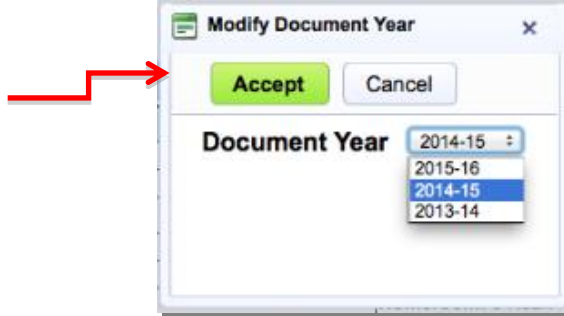 Modify Document Year ×
Accept Cancel
Document Year 2014-15
2015-16
2014-15
2013-14